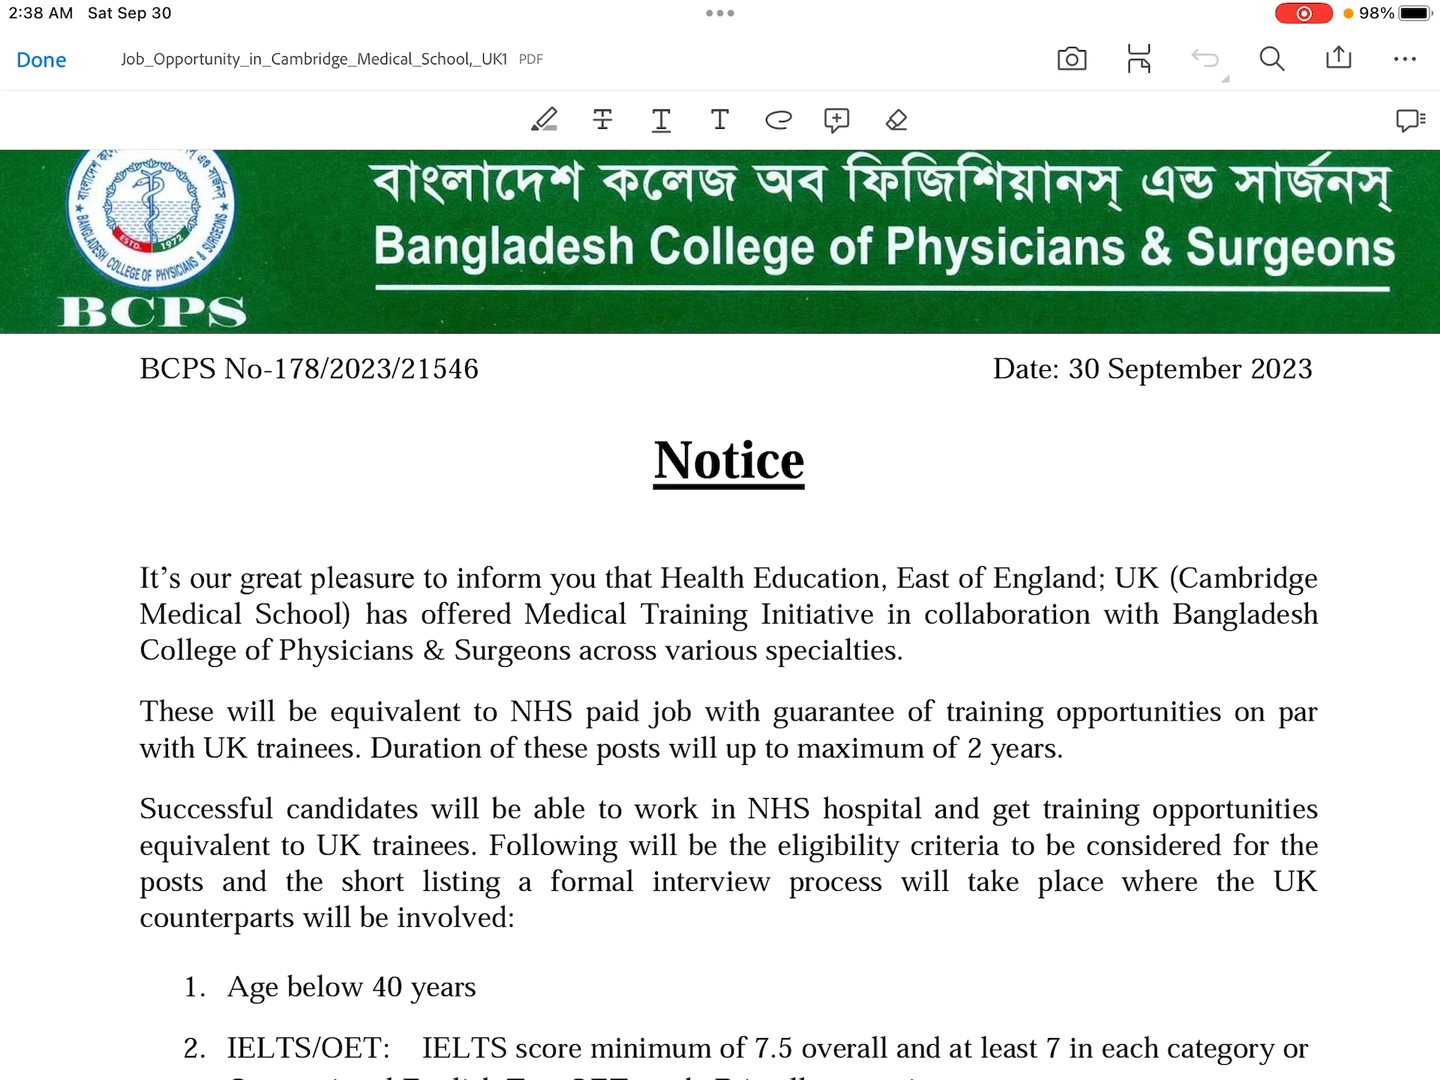 2:38 AM Sat Sep 30
98%
Done
Job_Opportunity_in_Cambridge_Medical_School,_UK1 PDF
বাংলাদেশ কলেজ অব ফিজিশিয়ানস্ এন্ড সার্জনস্
Bangladesh College of Physicians & Surgeons
BANGLADESH COLLEGE OF PHYSICIANS & SURGEONS
ESTD. 1972
BCPS
BCPS No-178/2023/21546
Date: 30 September 2023
Notice
It’s our great pleasure to inform you that Health Education, East of England; UK (Cambridge
Medical School) has offered Medical Training Initiative in collaboration with Bangladesh
College of Physicians & Surgeons across various specialties.
These will be equivalent to NHS paid job with guarantee of training opportunities on par
with UK trainees. Duration of these posts will up to maximum of 2 years.
Successful candidates will be able to work in NHS hospital and get training opportunities
equivalent to UK trainees. Following will be the eligibility criteria to be considered for the
posts and the short listing a formal interview process will take place where the UK
counterparts will be involved:
1. Age below 40 years
2. IELTS/OET: IELTS score minimum of 7.5 overall and at least 7 in each category or